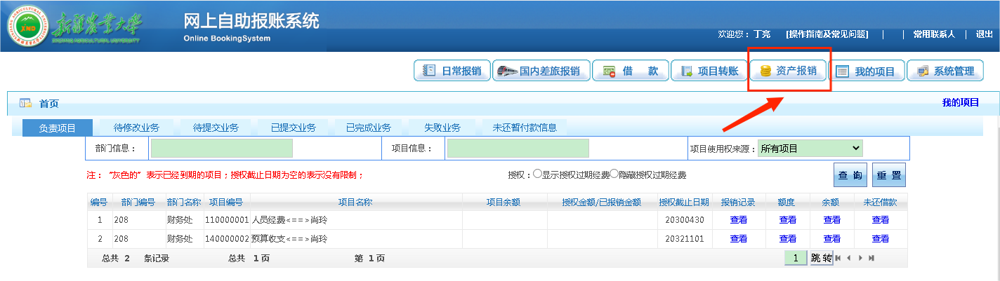 新疆农业大学
XINJIANG AGRICULTURAL UNIVERSITY
XND
网上自助报账系统
Online BookingSystem
欢迎您：丁亮 [操作指南及常见问题] | | 常用联系人 | 退出
日常报销 国内差旅报销 借 款 项目转账 资产报销 我的项目 系统管理
首页 我的项目
负责项目 待修改业务 待提交业务 已提交业务 已完成业务 失败业务 未还暂付款信息
部门信息： 项目信息： 项目使用权来源：所有项目
注：“灰色的”表示已经到期的项目；授权截止日期为空的表示没有限制； 授权：显示授权过期经费 隐藏授权过期经费 查 询 重 置
编号 部门编号 部门名称 项目编号 项目名称 项目余额 授权金额/已报销金额 授权截止日期 报销记录 额度 余额 未还借款
1 208 财务处 110000001 人员经费<==>尚玲 20300430 查看 查看 查看 查看
2 208 财务处 140000002 预算收支<==>尚玲 20321101 查看 查看 查看 查看
总共 2 条记录 总共 1页 第 1页 1 跳 转